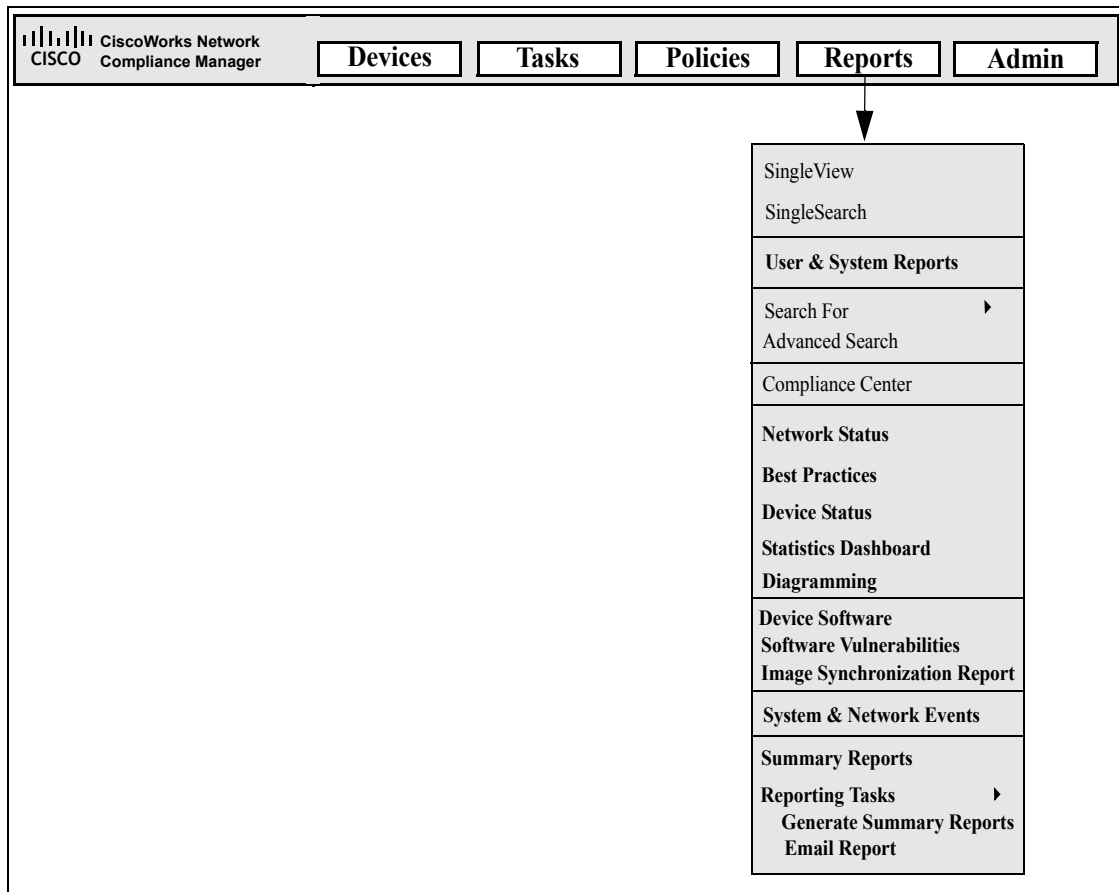 CiscoWorks Network
CISCO Compliance Manager
Devices Tasks Policies Reports Admin
SingleView
SingleSearch
User & System Reports
Search For
Advanced Search
Compliance Center
Network Status
Best Practices
Device Status
Statistics Dashboard
Diagramming
Device Software
Software Vulnerabilities
Image Synchronization Report
System & Network Events
Summary Reports
Reporting Tasks
Generate Summary Reports
Email Report